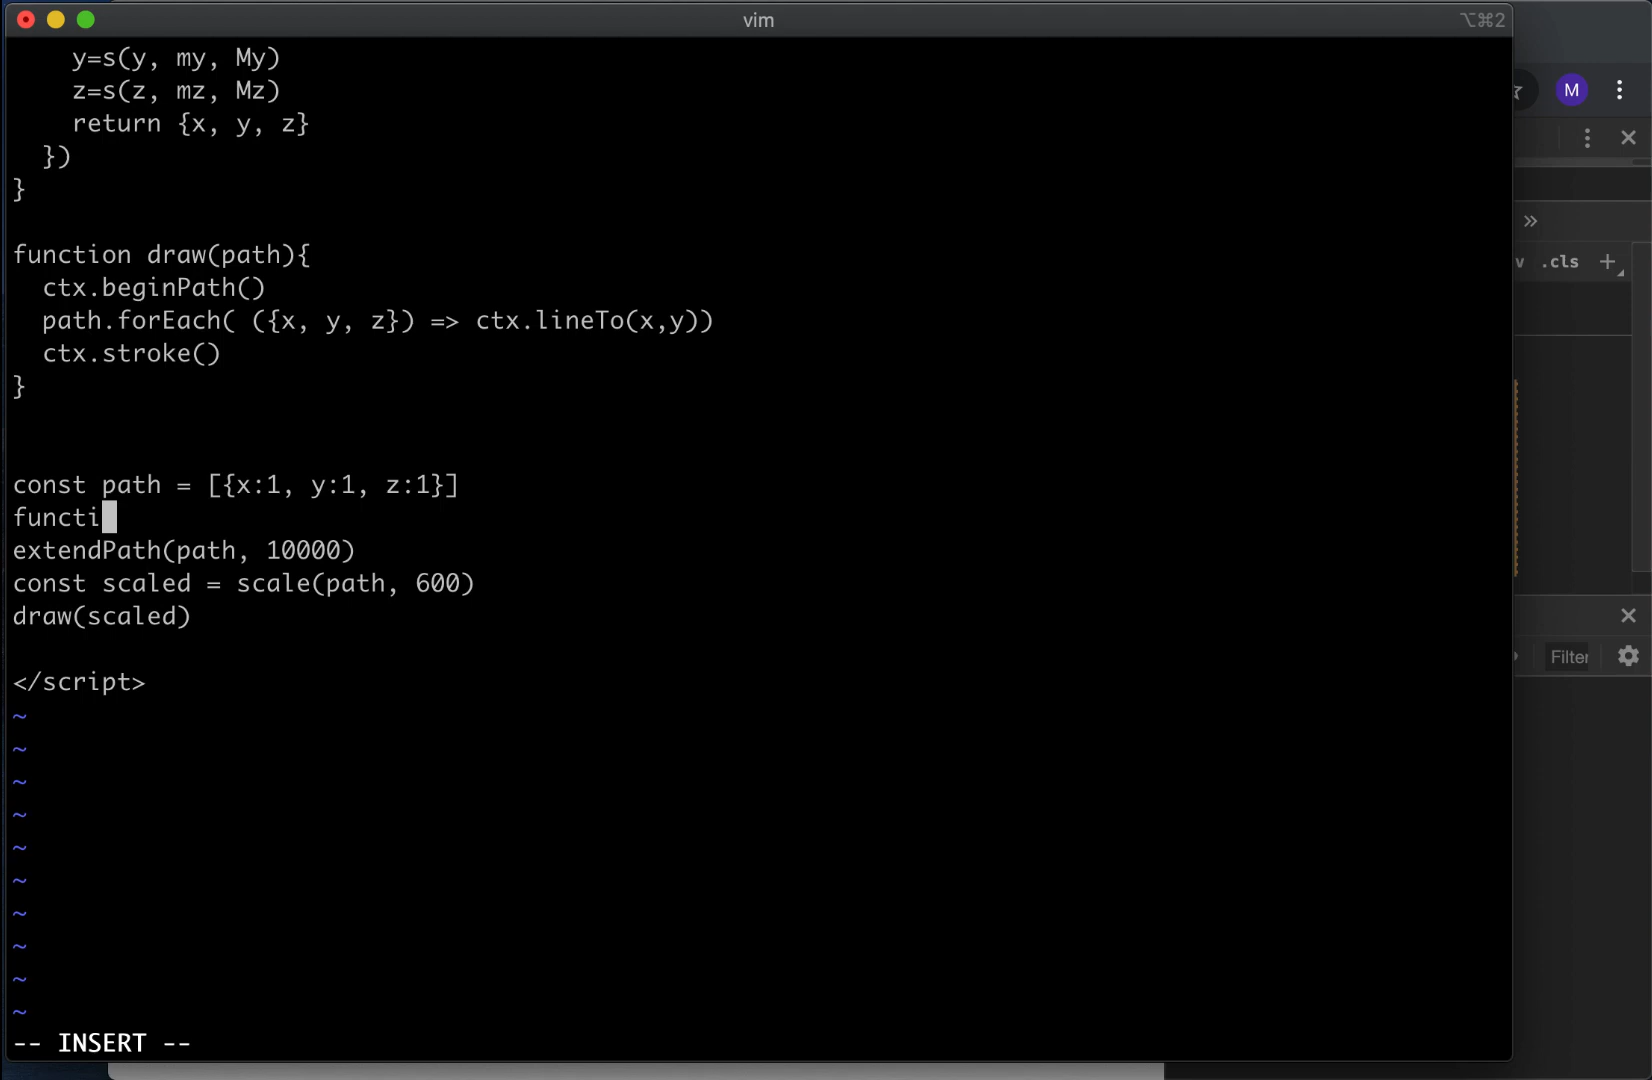 vim
⌥⌘2
y=s(y, my, My)
z=s(z, mz, Mz)
return {x, y, z}
})
}
function draw(path){
ctx.beginPath()
path.forEach( ({x, y, z}) => ctx.lineTo(x,y))
ctx.stroke()
}
const path = [{x:1, y:1, z:1}]
functi
extendPath(path, 10000)
const scaled = scale(path, 600)
draw(scaled)
</script>
~
~
~
~
~
~
~
~
~
~
-- INSERT --
M
»
v .cls +
Filter